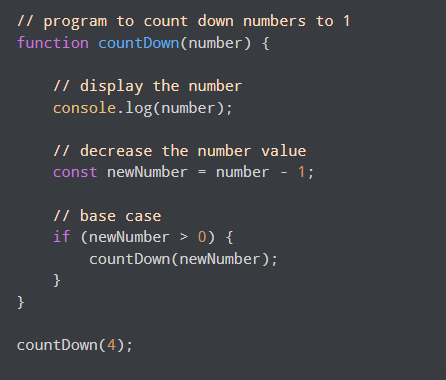 // program to count down numbers to 1
function countDown(number) {
    // display the number
    console.log(number);
    // decrease the number value
    const newNumber = number - 1;
    // base case
    if (newNumber > 0) {
        countDown(newNumber);
    }
}
countDown(4);